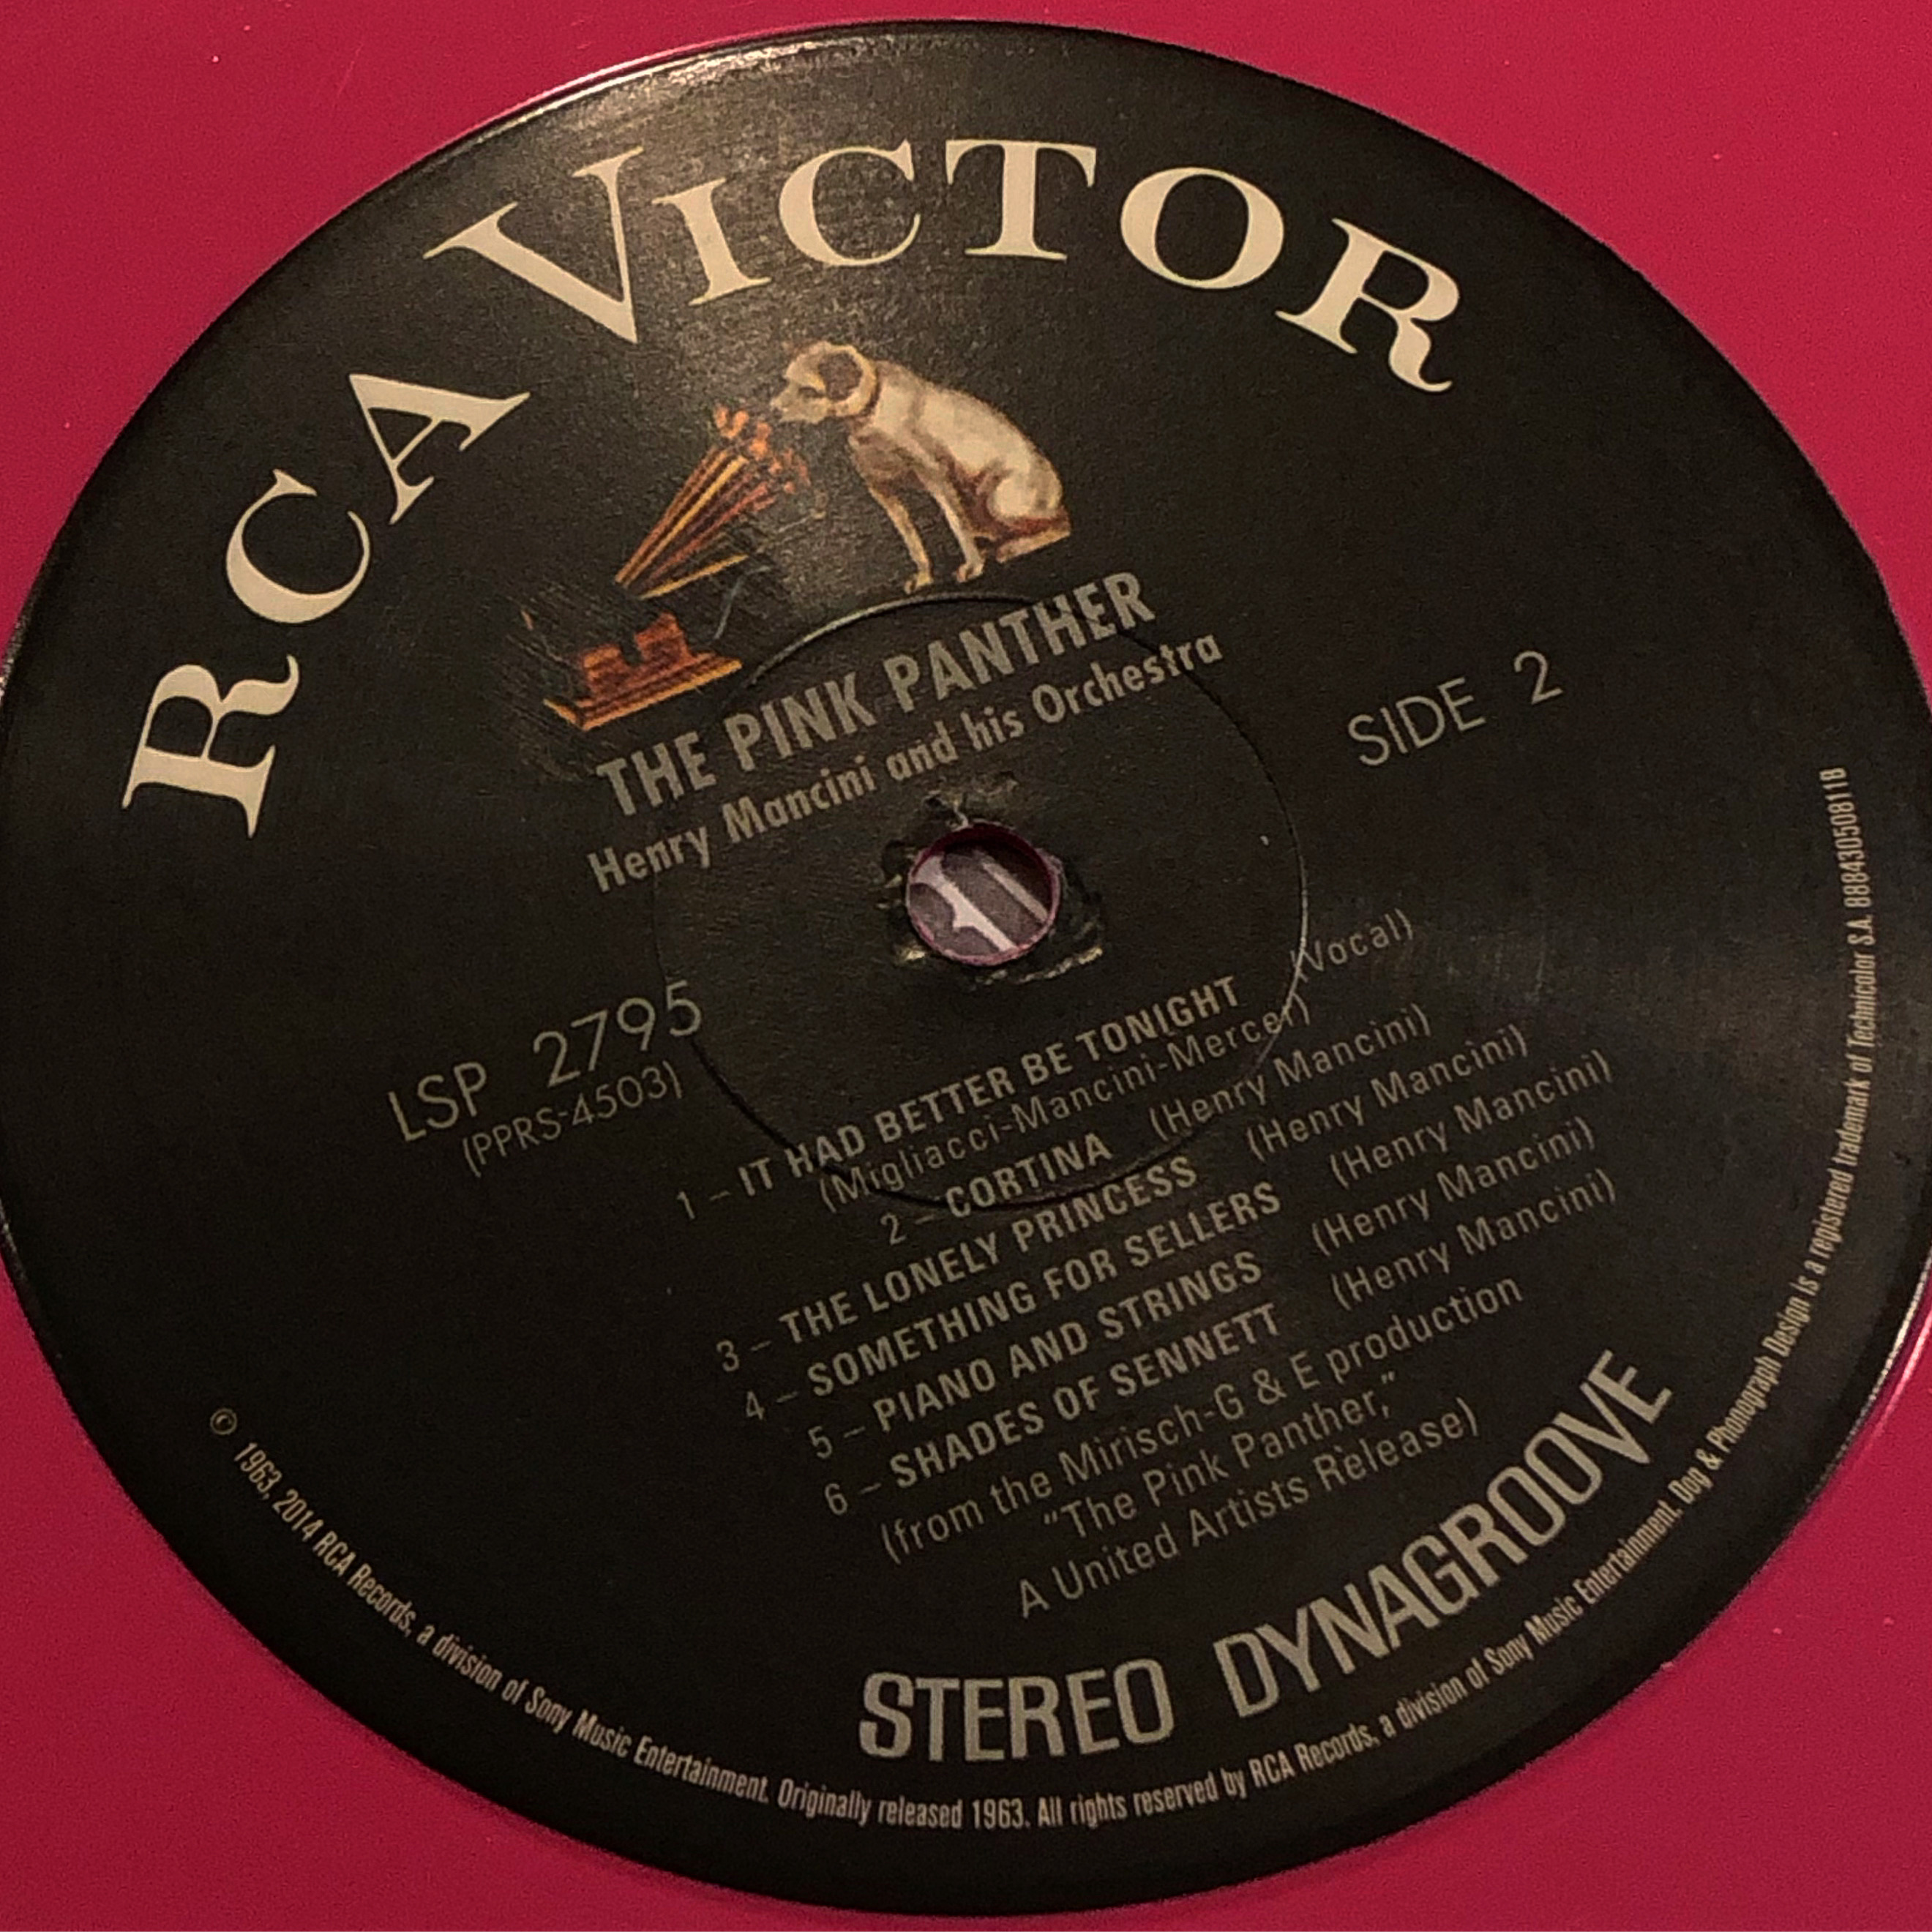 RCA VICTOR
THE PINK PANTHER
Henry Mancini and his Orchestra
SIDE 2
LSP 2795
(PPRS-4503)
1 – IT HAD BETTER BE TONIGHT (Vocal)
(Migliacci-Mancini-Mercer)
2 – CORTINA (Henry Mancini)
3 – THE LONELY PRINCESS (Henry Mancini)
4 – SOMETHING FOR SELLERS (Henry Mancini)
5 – PIANO AND STRINGS (Henry Mancini)
6 – SHADES OF SENNETT (Henry Mancini)
(from the Mirisch-G & E production
"The Pink Panther,"
A United Artists Release)
STEREO DYNAGROOVE
© 1963, 2014 RCA Records, a division of Sony Music Entertainment. Originally released 1963. All rights reserved by RCA Records, a division of Sony Music Entertainment. Dog & Phonograph Design is a registered trademark of Technicolor S.A. 88843050811B